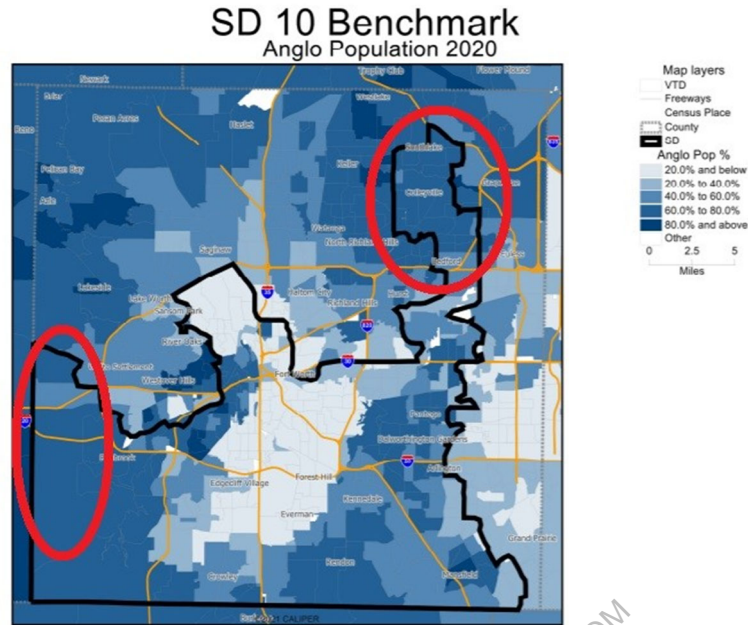 SD 10 Benchmark
Anglo Population 2020
Map layers
VTD
Freeways
Census Place
County
SD
Anglo Pop %
20.0% and below
20.0% to 40.0%
40.0% to 60.0%
60.0% to 80.0%
80.0% and above
Other
0 2.5 5
Miles
Newark
Trophy Club
Flower Mound
Briar
Westlake
Pecan Acres
Haslet
Reno
Southlake
Keller
Pelican Bay
Colleyville
Grapevine
Azle
Watauga
North Richland Hills
Saginaw
Bedford
Euless
Lakeside
Lake Worth
Haltom City
Hurst
Richland Hills
Sansom Park
River Oaks
White Settlement
Westover Hills
Fort Worth
Pantego
Dalworthington Gardens
Benbrook
Arlington
Edgecliff Village
Forest Hill
Kennedale
Everman
Grand Prairie
Rendon
Crowley
Mansfield
CALIPER
OM